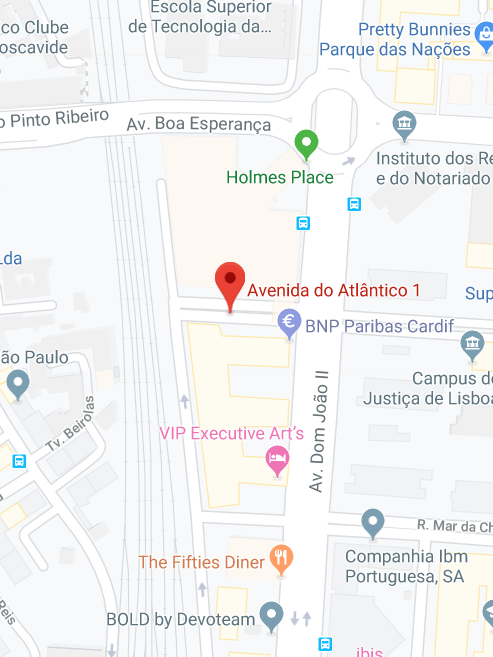 co Clube
oscavide
Escola Superior
de Tecnologia da...
Pretty Bunnies
Parque das Nações
o Pinto Ribeiro
Av. Boa Esperança
Holmes Place
Instituto dos Re
e do Notariado
Lda
Avenida do Atlântico 1
Sup
BNP Paribas Cardif
São Paulo
Campus de
Justiça de Lisboa
Tv. Beirolas
Av. Dom João II
VIP Executive Art's
R. Mar da Ch
Companhia Ibm
Portuguesa, SA
The Fifties Diner
Reis
BOLD by Devoteam
ibis